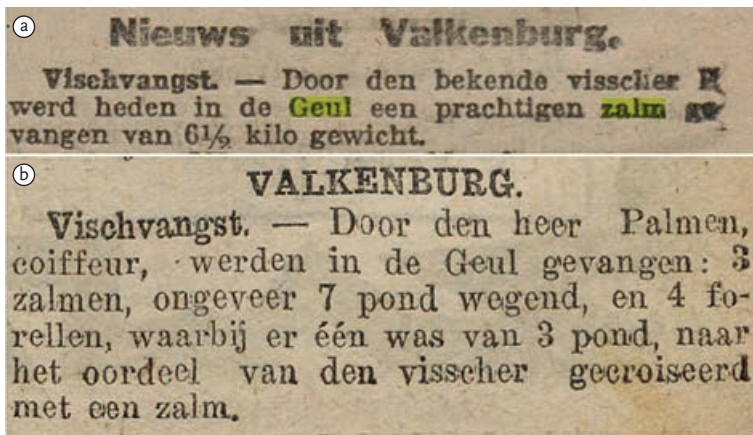 a
Nieuws uit Valkenburg.
Vischvangst. — Door den bekende visscher
werd heden in de Geul een prachtigen zalm ge-
vangen van 6½ kilo gewicht.
b
VALKENBURG.
Vischvangst. — Door den heer Palmen,
coiffeur, werden in de Geul gevangen: 3
zalmen, ongeveer 7 pond wegend, en 4 fo-
rellen, waarbij er één was van 3 pond, naar
het oordeel van den visscher gecroiseerd
met een zalm.